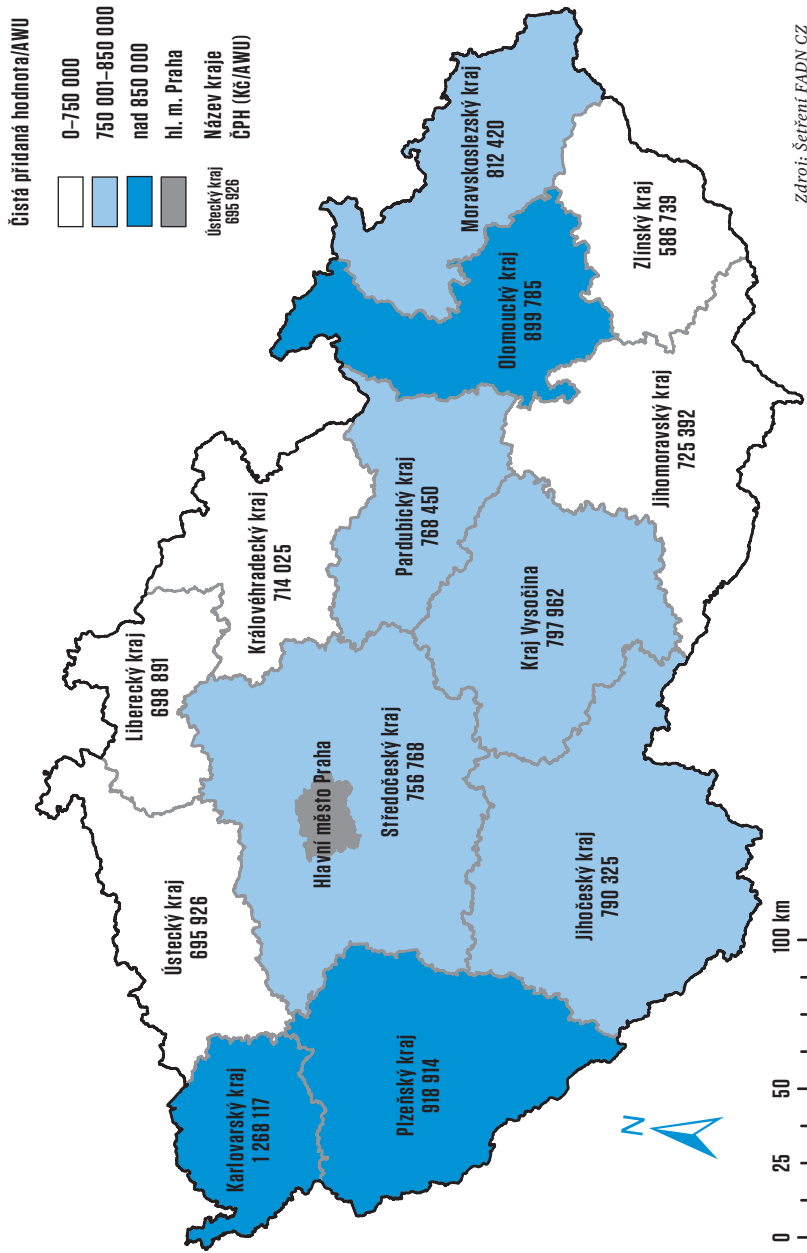 Čistá přidaná hodnota/AWU
0–750 000
750 001–850 000
nad 850 000
hl. m. Praha
Ústecký kraj
695 926
Název kraje
ČPH (Kč/AWU)
Karlovarský kraj
1 268 117
Ústecký kraj
695 926
Liberecký kraj
698 891
Královéhradecký kraj
714 025
Plzeňský kraj
918 914
Hlavní město Praha
Středočeský kraj
756 768
Pardubický kraj
768 450
Olomoucký kraj
899 785
Moravskoslezský kraj
812 420
Jihočeský kraj
790 325
Kraj Vysočina
797 962
Jihomoravský kraj
725 392
Zlínský kraj
586 739
N
0 25 50 100 km
Zdroj: Šetření FADN CZ